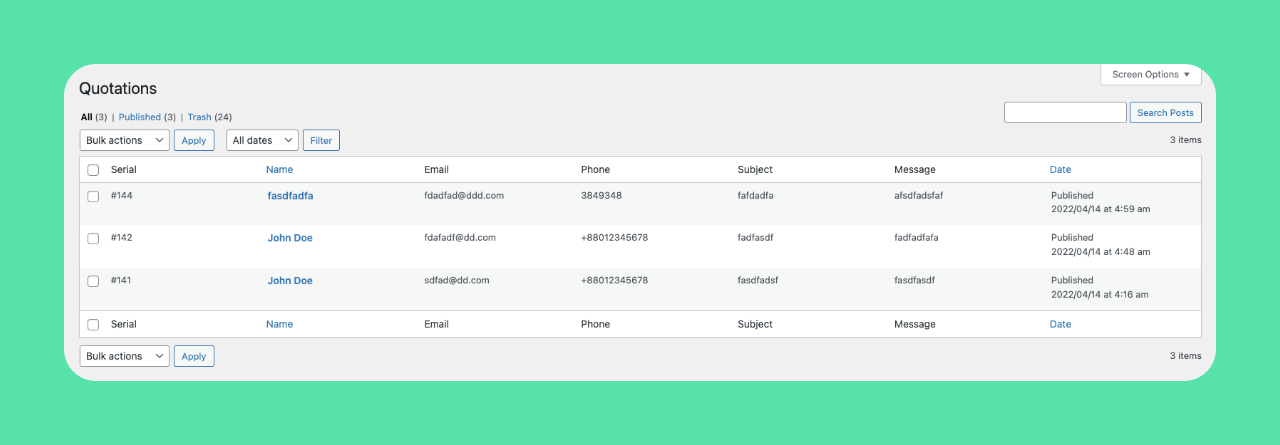 Screen Options ▼
Quotations
All (3) | Published (3) | Trash (24)
Search Posts
Bulk actions Apply All dates Filter 3 items
Serial Name Email Phone Subject Message Date
#144 fasdfadfa fdadfad@ddd.com 3849348 fafdadfa afsdfadsfaf Published
2022/04/14 at 4:59 am
#142 John Doe fdafadf@dd.com +88012345678 fadfasdf fadfadfafa Published
2022/04/14 at 4:48 am
#141 John Doe sdfad@dd.com +88012345678 fasdfadsf fasdfasdf Published
2022/04/14 at 4:16 am
Serial Name Email Phone Subject Message Date
Bulk actions Apply 3 items